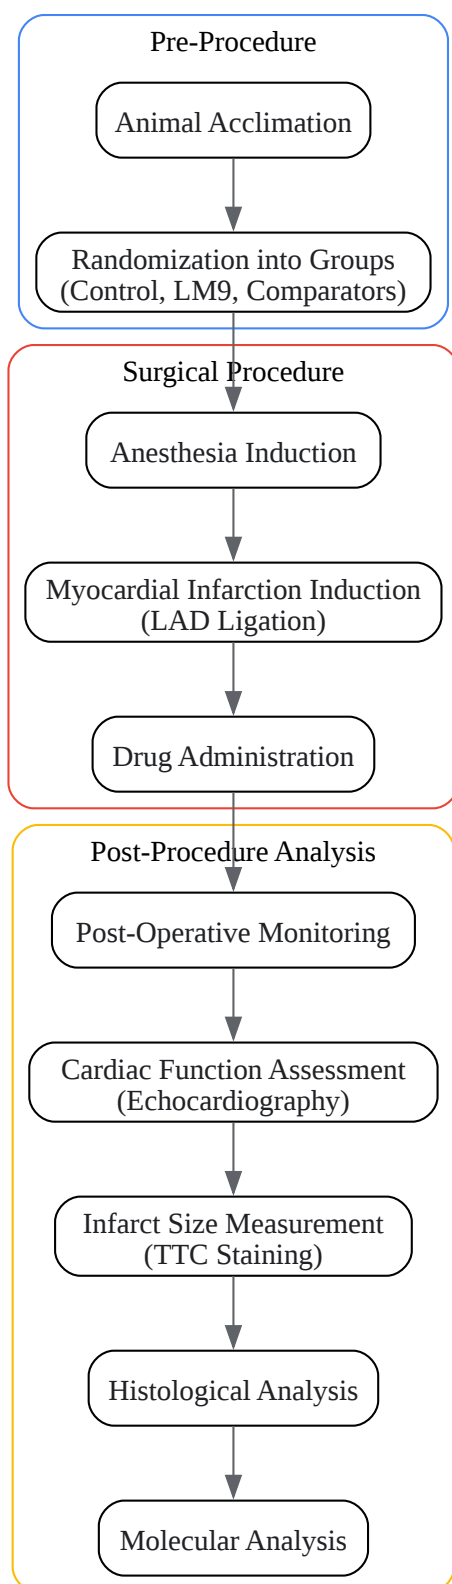 Pre-Procedure
Animal Acclimation
Randomization into Groups
(Control, LM9, Comparators)
Surgical Procedure
Anesthesia Induction
Myocardial Infarction Induction
(LAD Ligation)
Drug Administration
Post-Procedure Analysis
Post-Operative Monitoring
Cardiac Function Assessment
(Echocardiography)
Infarct Size Measurement
(TTC Staining)
Histological Analysis
Molecular Analysis